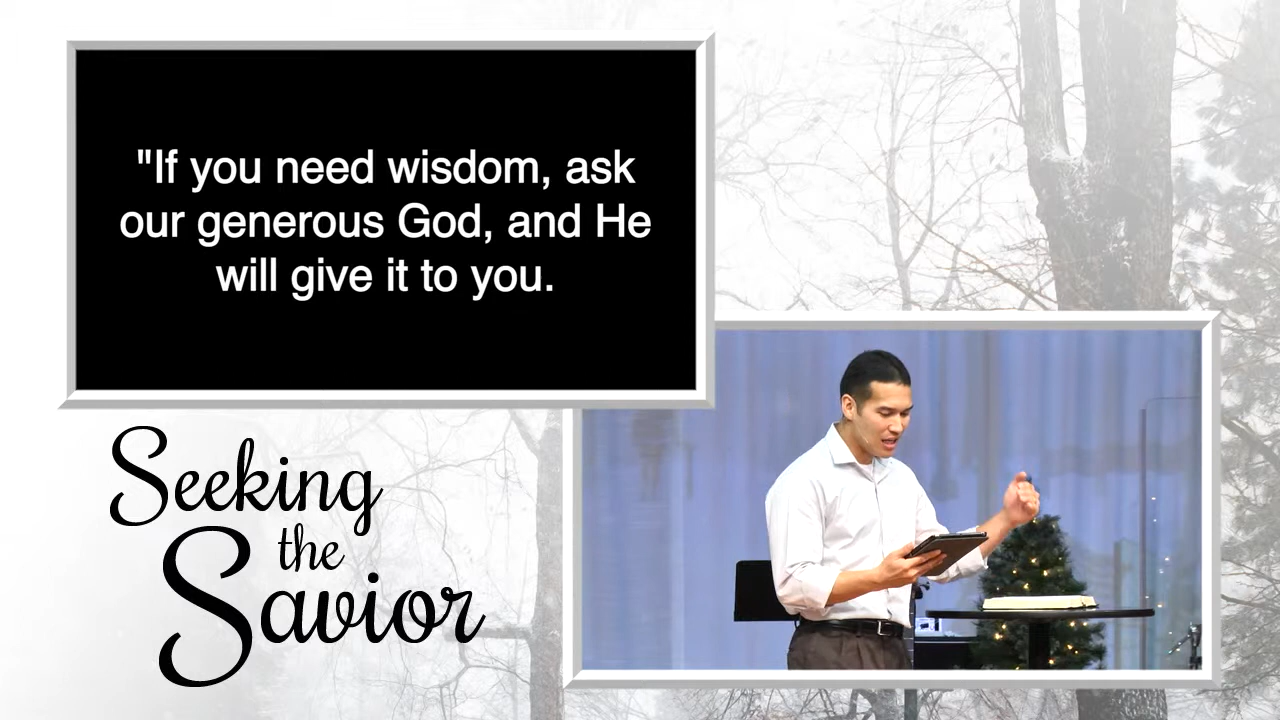 "If you need wisdom, ask
our generous God, and He
will give it to you.
Seeking
the
Savior